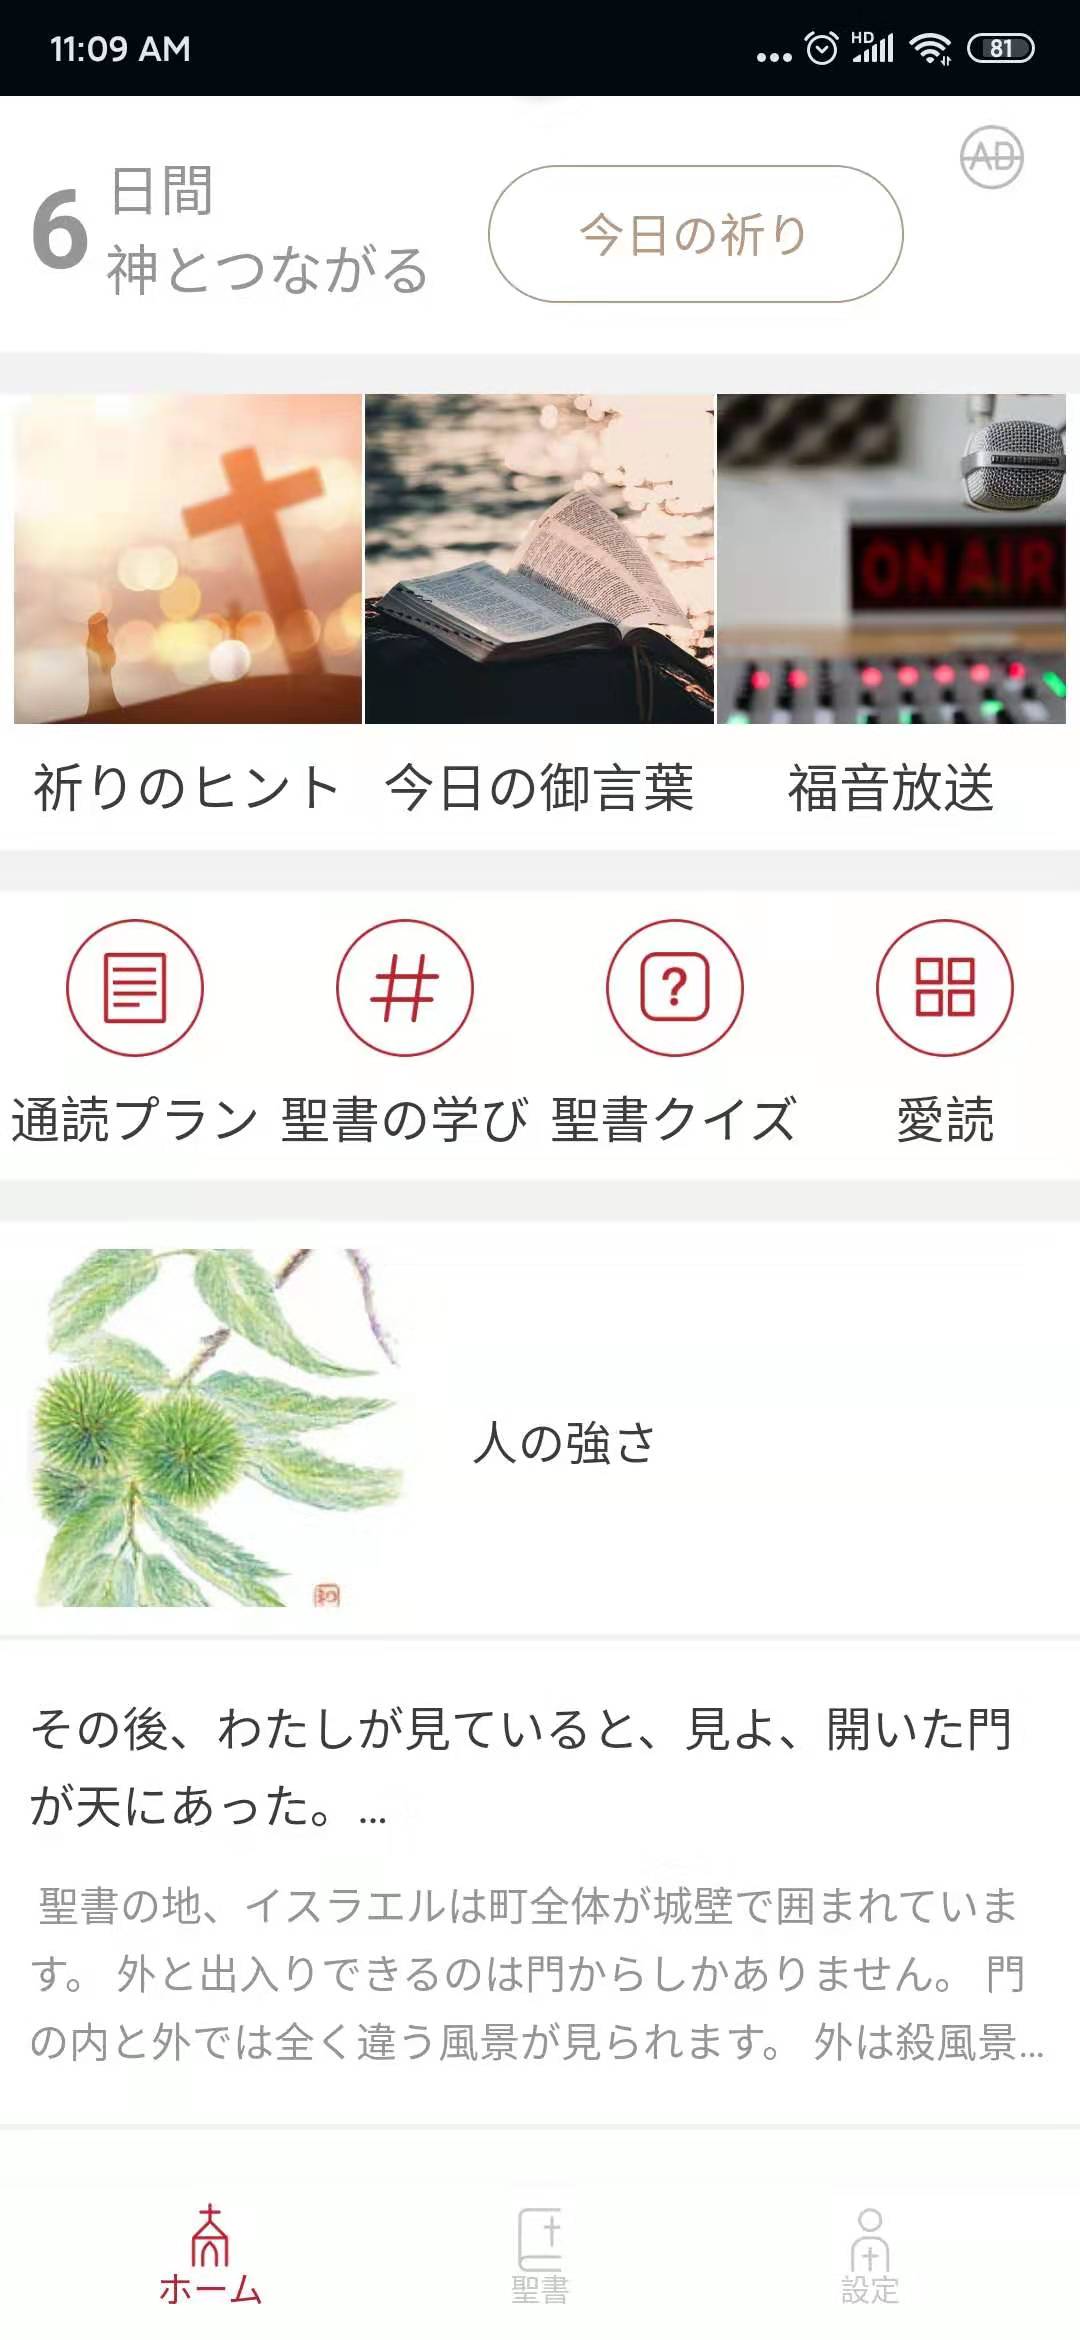 11:09 AM
HD
81
6
日間
神とつながる
今日の祈り
AD
ON AIR
祈りのヒント
今日の御言葉
福音放送
通読プラン
聖書の学び
聖書クイズ
愛読
人の強さ
その後、わたしが見ていると、見よ、開いた門
が天にあった。...
聖書の地、イスラエルは町全体が城壁で囲まれていま
す。 外と出入りできるのは門からしかありません。 門
の内と外では全く違う風景が見られます。 外は殺風景...
ホーム
聖書
設定